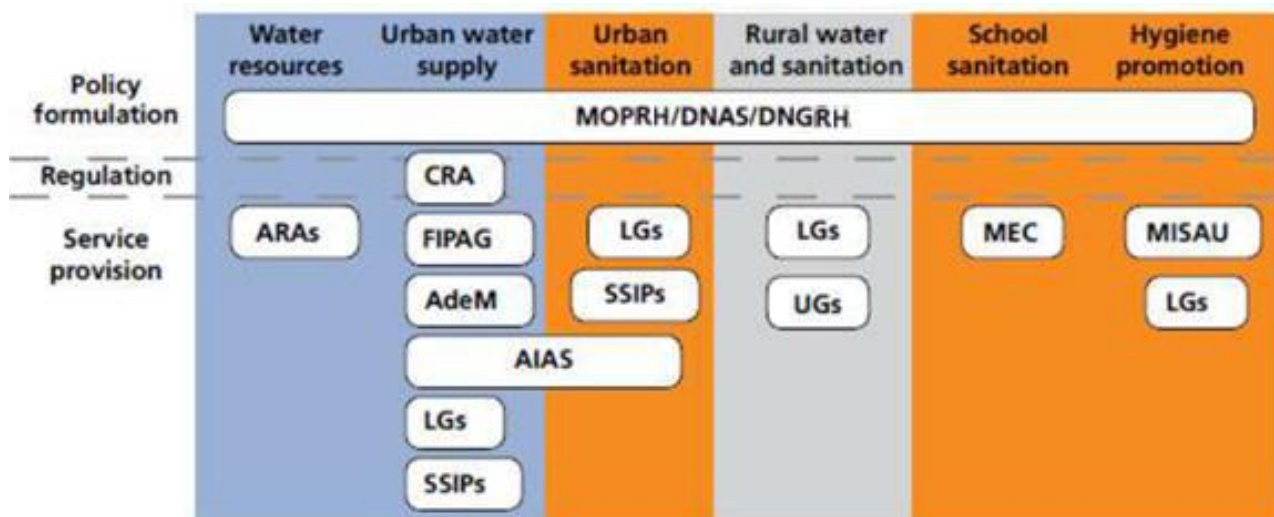 Water resources
Urban water supply
Urban sanitation
Rural water and sanitation
School sanitation
Hygiene promotion
Policy formulation
MOPRH/DNAS/DNGRH
Regulation
CRA
Service provision
ARAs
FIPAG
LGs
LGs
MEC
MISAU
AdeM
SSIPs
UGs
LGs
AIAS
LGs
SSIPs